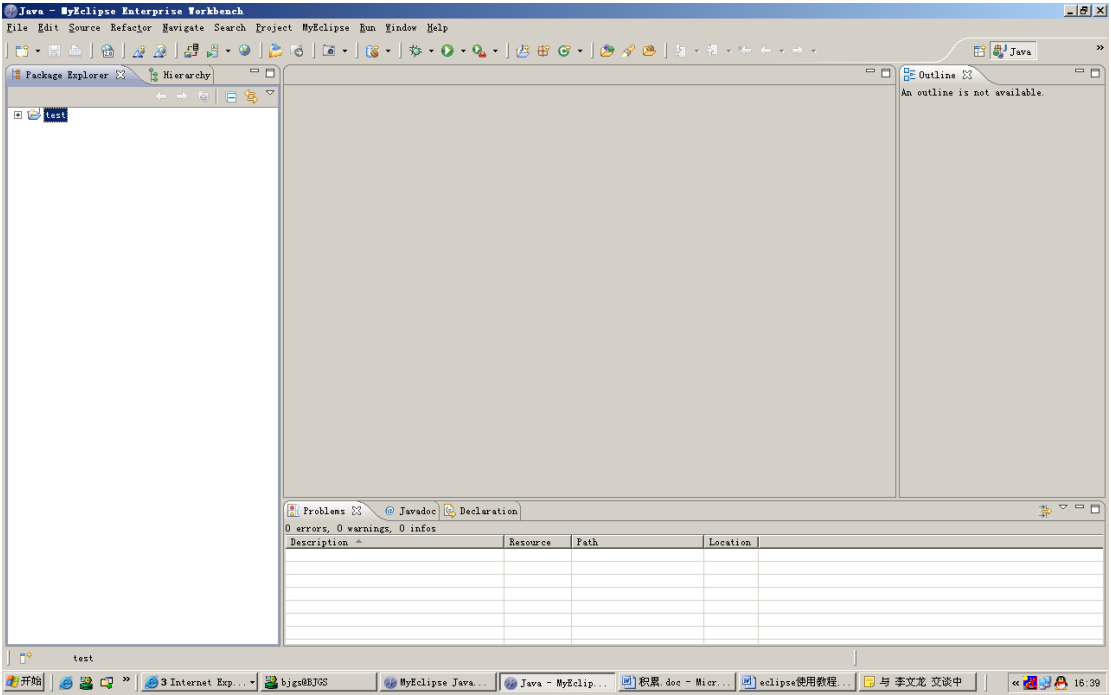 Java - MyEclipse Enterprise Workbench
File Edit Source Refactor Navigate Search Project MyEclipse Run Window Help
Java
»
Package Explorer Hierarchy
Outline
An outline is not available.
test
Problems @ Javadoc Declaration
0 errors, 0 warnings, 0 infos
Description Resource Path Location
test
开始 » 3 Internet Exp... bjgs@BJGS MyEclipse Java... Java - MyEclip... 积累.doc - Micr... eclipse使用教程... 与 李文龙 交谈中 « 16:39